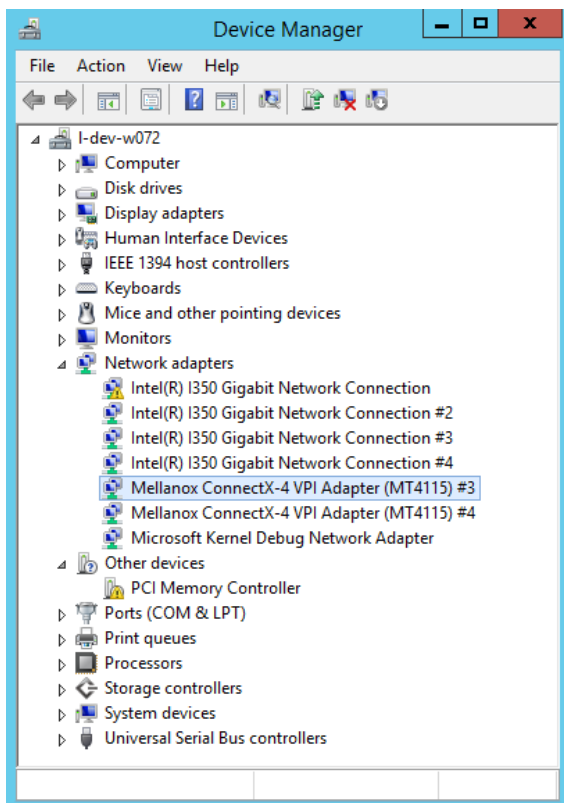 Device Manager
File Action View Help
l-dev-w072
Computer
Disk drives
Display adapters
Human Interface Devices
IEEE 1394 host controllers
Keyboards
Mice and other pointing devices
Monitors
Network adapters
Intel(R) I350 Gigabit Network Connection
Intel(R) I350 Gigabit Network Connection #2
Intel(R) I350 Gigabit Network Connection #3
Intel(R) I350 Gigabit Network Connection #4
Mellanox ConnectX-4 VPI Adapter (MT4115) #3
Mellanox ConnectX-4 VPI Adapter (MT4115) #4
Microsoft Kernel Debug Network Adapter
Other devices
PCI Memory Controller
Ports (COM & LPT)
Print queues
Processors
Storage controllers
System devices
Universal Serial Bus controllers